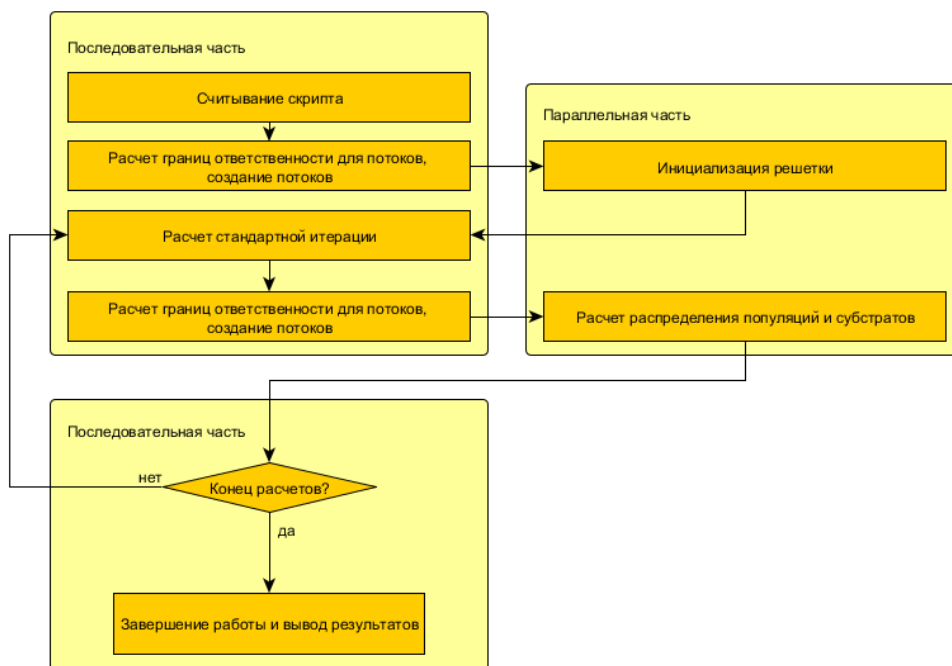 Последовательная часть
Считывание скрипта
Расчет границ ответственности для потоков,
создание потоков
Параллельная часть
Инициализация решетки
Расчет стандартной итерации
Расчет границ ответственности для потоков,
создание потоков
Расчет распределения популяций и субстратов
Последовательная часть
нет
Конец расчетов?
да
Завершение работы и вывод результатов